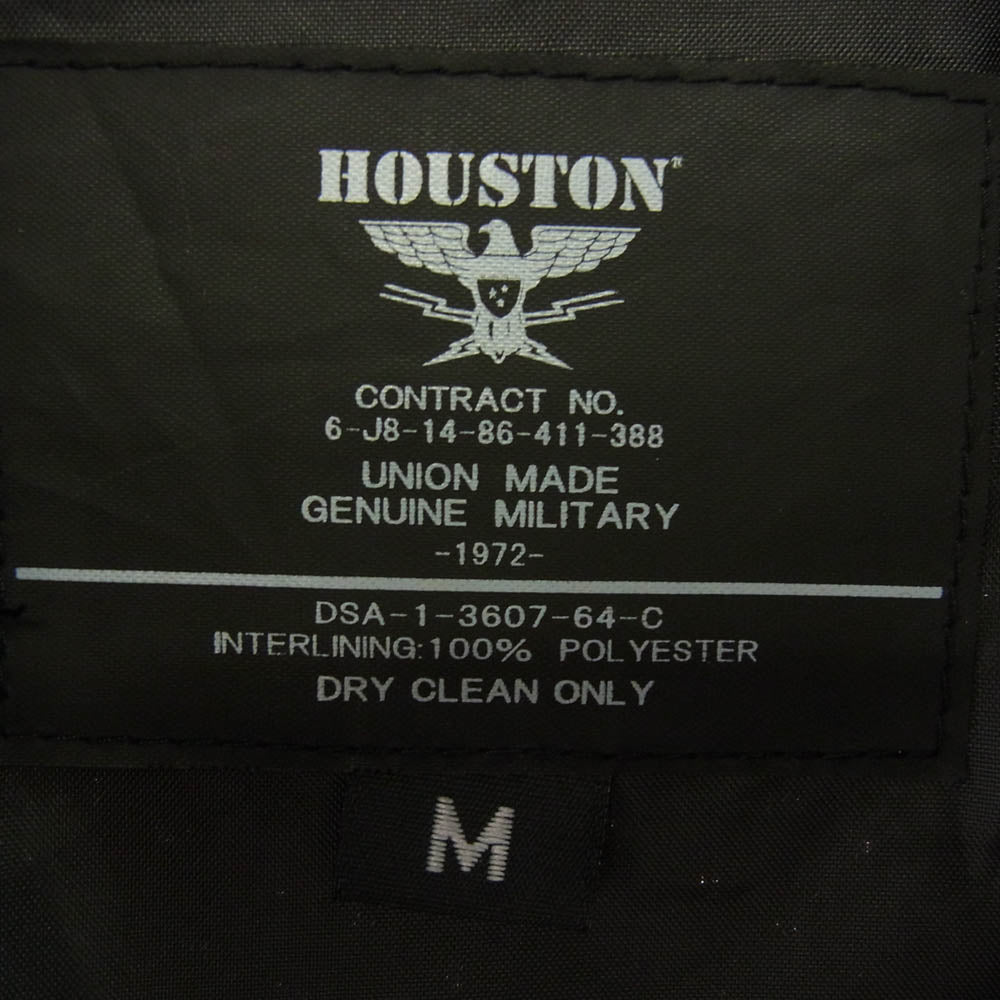 HOUSTON
CONTRACT NO.
6-J8-14-86-411-388
UNION MADE
GENUINE MILITARY
-1972-
DSA-1-3607-64-C
INTERLINING:100% POLYESTER
DRY CLEAN ONLY
M